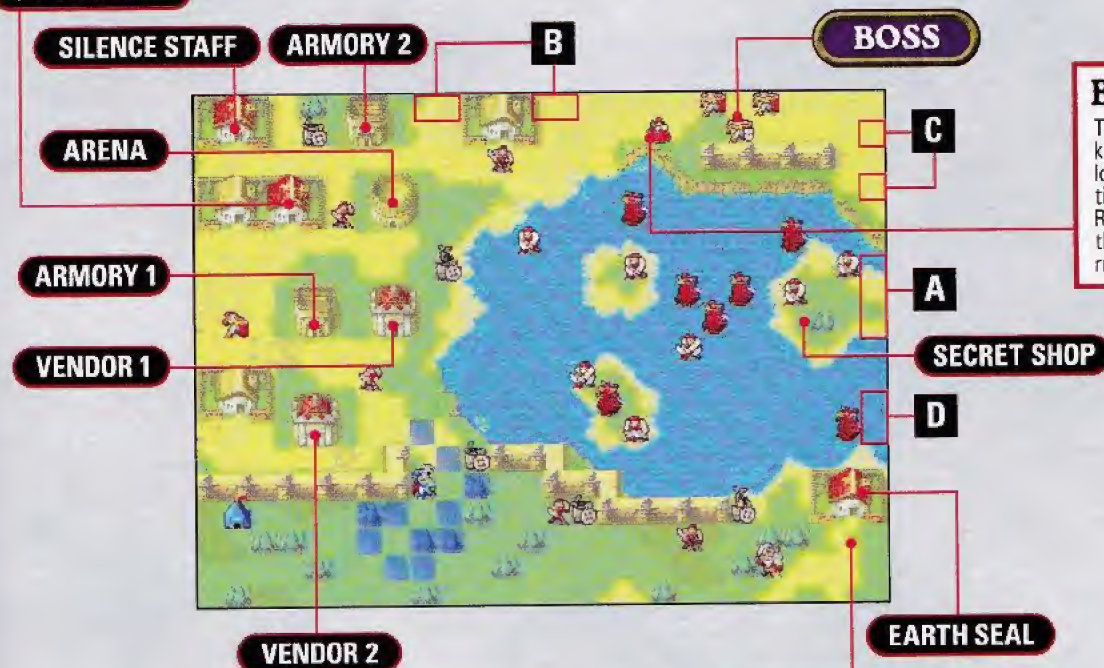 SILENCE STAFF
ARMORY 2
B
BOSS
C
ARENA
ARMORY 1
A
VENDOR 1
SECRET SHOP
D
VENDOR 2
EARTH SEAL